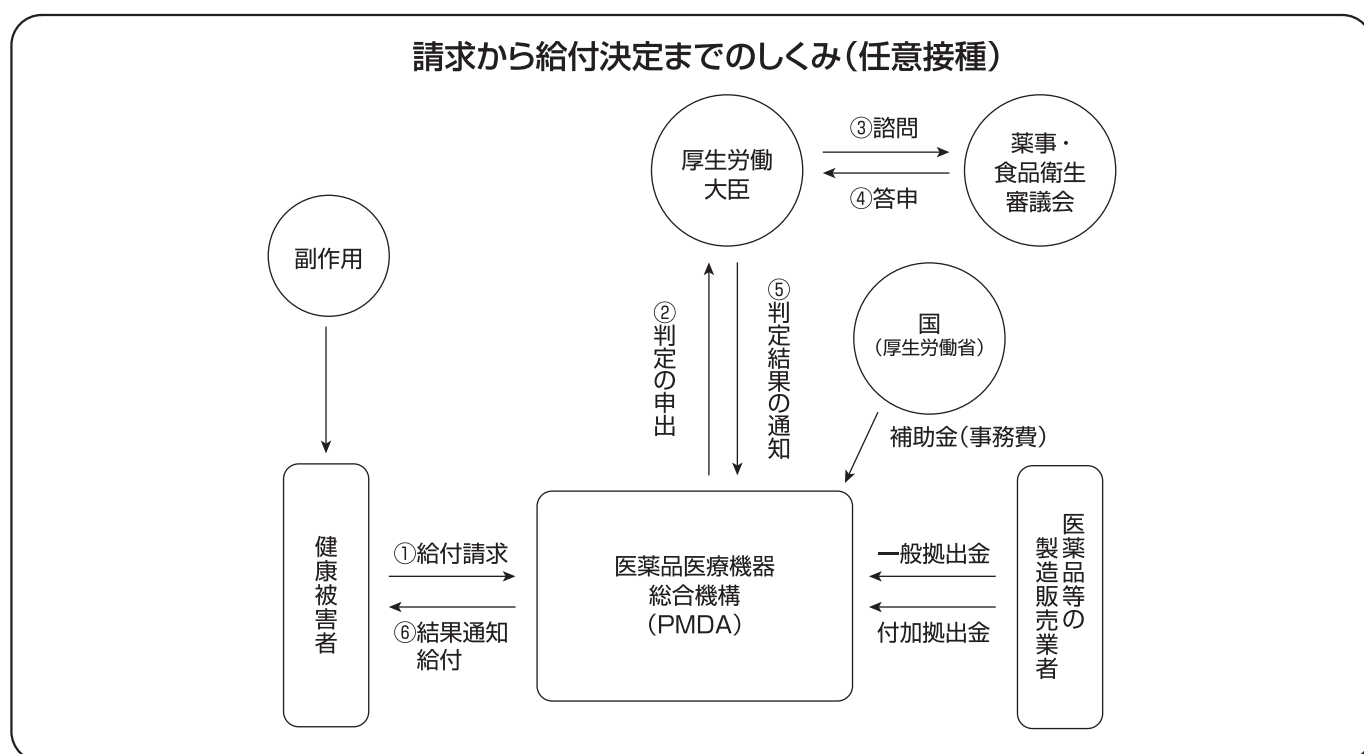 請求から給付決定までのしくみ（任意接種）
厚生労働
大臣
③諮問
④答申
薬事・
食品衛生
審議会
副作用
②判定の申出
⑤判定結果の通知
国
（厚生労働省）
補助金（事務費）
健康被害者
①給付請求
⑥結果通知
給付
医薬品医療機器
総合機構
（PMDA）
一般拠出金
付加拠出金
医薬品等の
製造販売業者